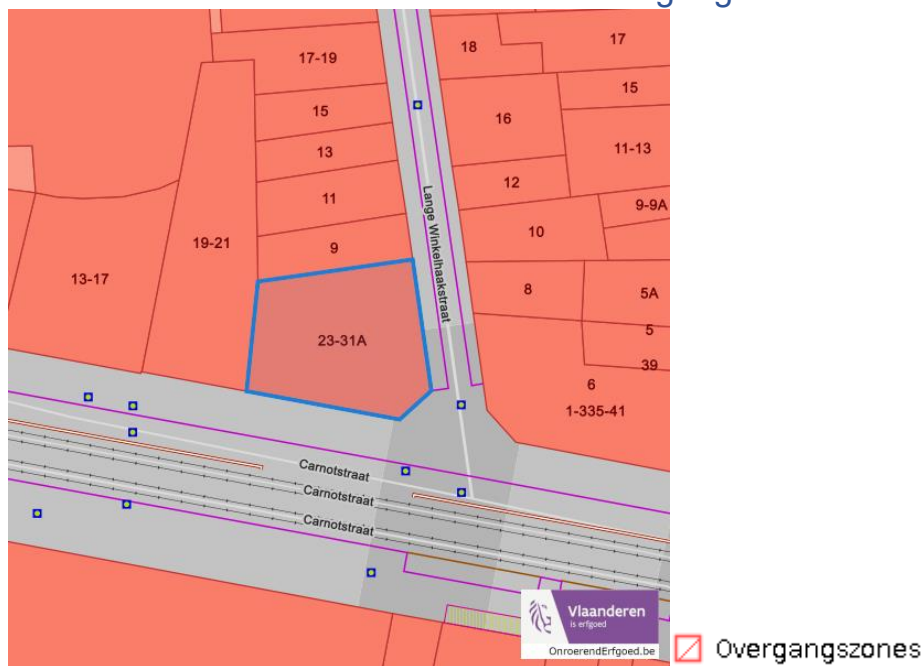 17-19
18
17
15
15
16
13
11-13
12
11
9-9A
10
19-21
9
Lange Winkelhaakstraat
13-17
8
5A
5
23-31A
39
6
1-335-41
Carnotstraat
Carnotstraat
Carnotstraat
Vlaanderen
is erfgoed
OnroerendErfgoed.be
Overgangszones